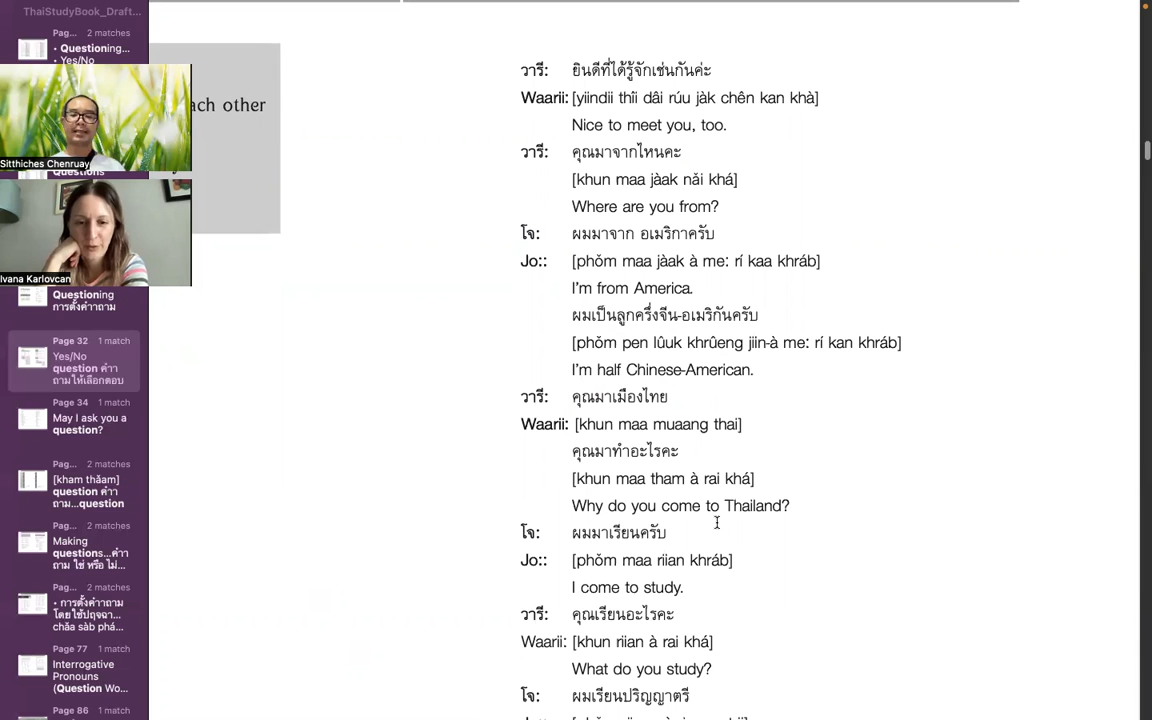 ThaiStudyBook_Draft...
Pag... 2 matches
• Questioning...
• Yes/No
Sitthiches Chenruay
Questions
Ivana Karlovcan
Questioning
การตั้งคำาถาม
Page 32 1 match
Yes/No
question คำา
ถามให้เลือกตอบ
Page 34 1 match
May I ask you a
question?
Pag... 2 matches
[kham thǎam]
question คำา
ถาม...question
Pag... 2 matches
Making
questions...คำา
ถาม ใช่ หรือ ไม่...
Pag... 2 matches
• การตั้งคำาถาม
โดย ใช้ปฤจฉา...
chǎa sàb phá...
Page 77 1 match
Interrogative
Pronouns
(Question Wo...
Page 86 1 match
ach other
วารี: ยินดีที่ได้รู้จักเช่นกันค่ะ
Waarii: [yiindii thîi dâi rúu jàk chên kan khà]
Nice to meet you, too.
วารี: คุณมาจากไหนคะ
[khun maa jàak nǎi khá]
Where are you from?
โจ: ผมมาจาก อเมริกาครับ
Jo:: [phǒm maa jàak à me: rí kaa khráb]
I'm from America.
ผมเป็นลูกครึ่งจีน-อเมริกันครับ
[phǒm pen lûuk khrûeng jiin-à me: rí kan khráb]
I'm half Chinese-American.
วารี: คุณมาเมืองไทย
Waarii: [khun maa muaang thai]
คุณมาทำอะไรคะ
[khun maa tham à rai khá]
Why do you come to Thailand?
โจ: ผมมาเรียนครับ
Jo:: [phǒm maa riian khráb]
I come to study.
วารี: คุณเรียนอะไรคะ
Waarii: [khun riian à rai khá]
What do you study?
โจ: ผมเรียนปริญญาตรี